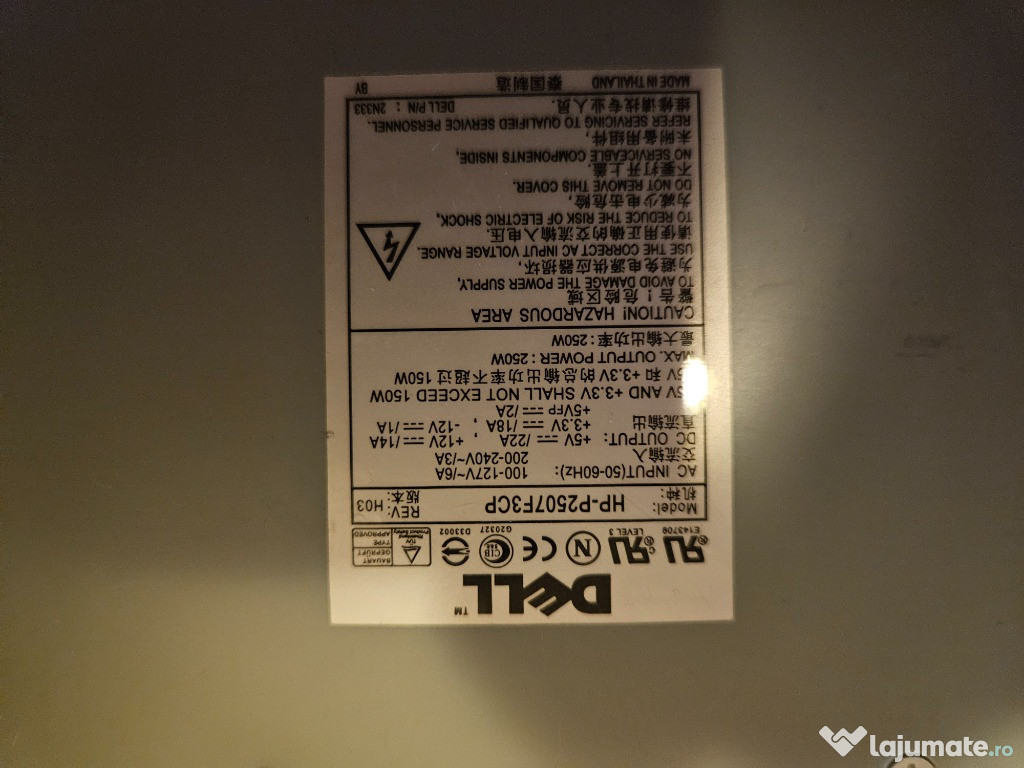 DELL™
E143709 LEVEL 3 N CE CIB G20327 D33002 BAUART GEPRÜFT TYPE APPROVED
Model: HP-P2507F3CP REV: H03
机种: 版本:
AC INPUT(50-60Hz): 100-127V~/6A
交流输入 200-240V~/3A
DC OUTPUT: +5V⎓/22A , +12V⎓/14A
直流输出 +3.3V⎓/18A , -12V⎓/1A
+5VFP⎓/2A
5V AND +3.3V SHALL NOT EXCEED 150W
5V 和 +3.3V 的总输出功率不超过 150W
MAX. OUTPUT POWER: 250W
最大输出功率: 250W
CAUTION! HAZARDOUS AREA
警告! 危险区域
TO AVOID DAMAGE THE POWER SUPPLY,
为避免电源供应器损坏,
USE THE CORRECT AC INPUT VOLTAGE RANGE.
请使用正确的交流输入电压.
TO REDUCE THE RISK OF ELECTRIC SHOCK,
为减少电击危险,
DO NOT REMOVE THIS COVER.
不要打开上盖.
NO SERVICEABLE COMPONENTS INSIDE,
未附备用组件,
REFER SERVICING TO QUALIFIED SERVICE PERSONNEL.
维修请找专业人员. DELL P/N: 2N333
MADE IN THAILAND 泰国制造 BY
lajumate.ro